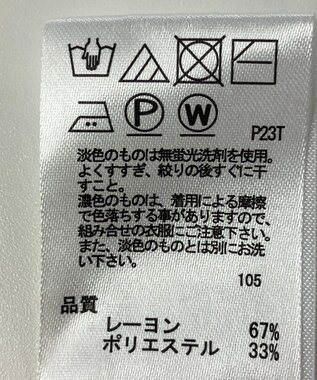 P W P23T
淡色のものは無蛍光洗剤を使用。
よくすすぎ、絞りの後すぐに干
すこと。
濃色のものは、着用による摩擦
で色落ちする事がありますので、
組み合せの衣服にご注意下さい。
また、淡色のものとは別にお洗
い下さい。
105
品質
レーヨン 67%
ポリエステル 33%